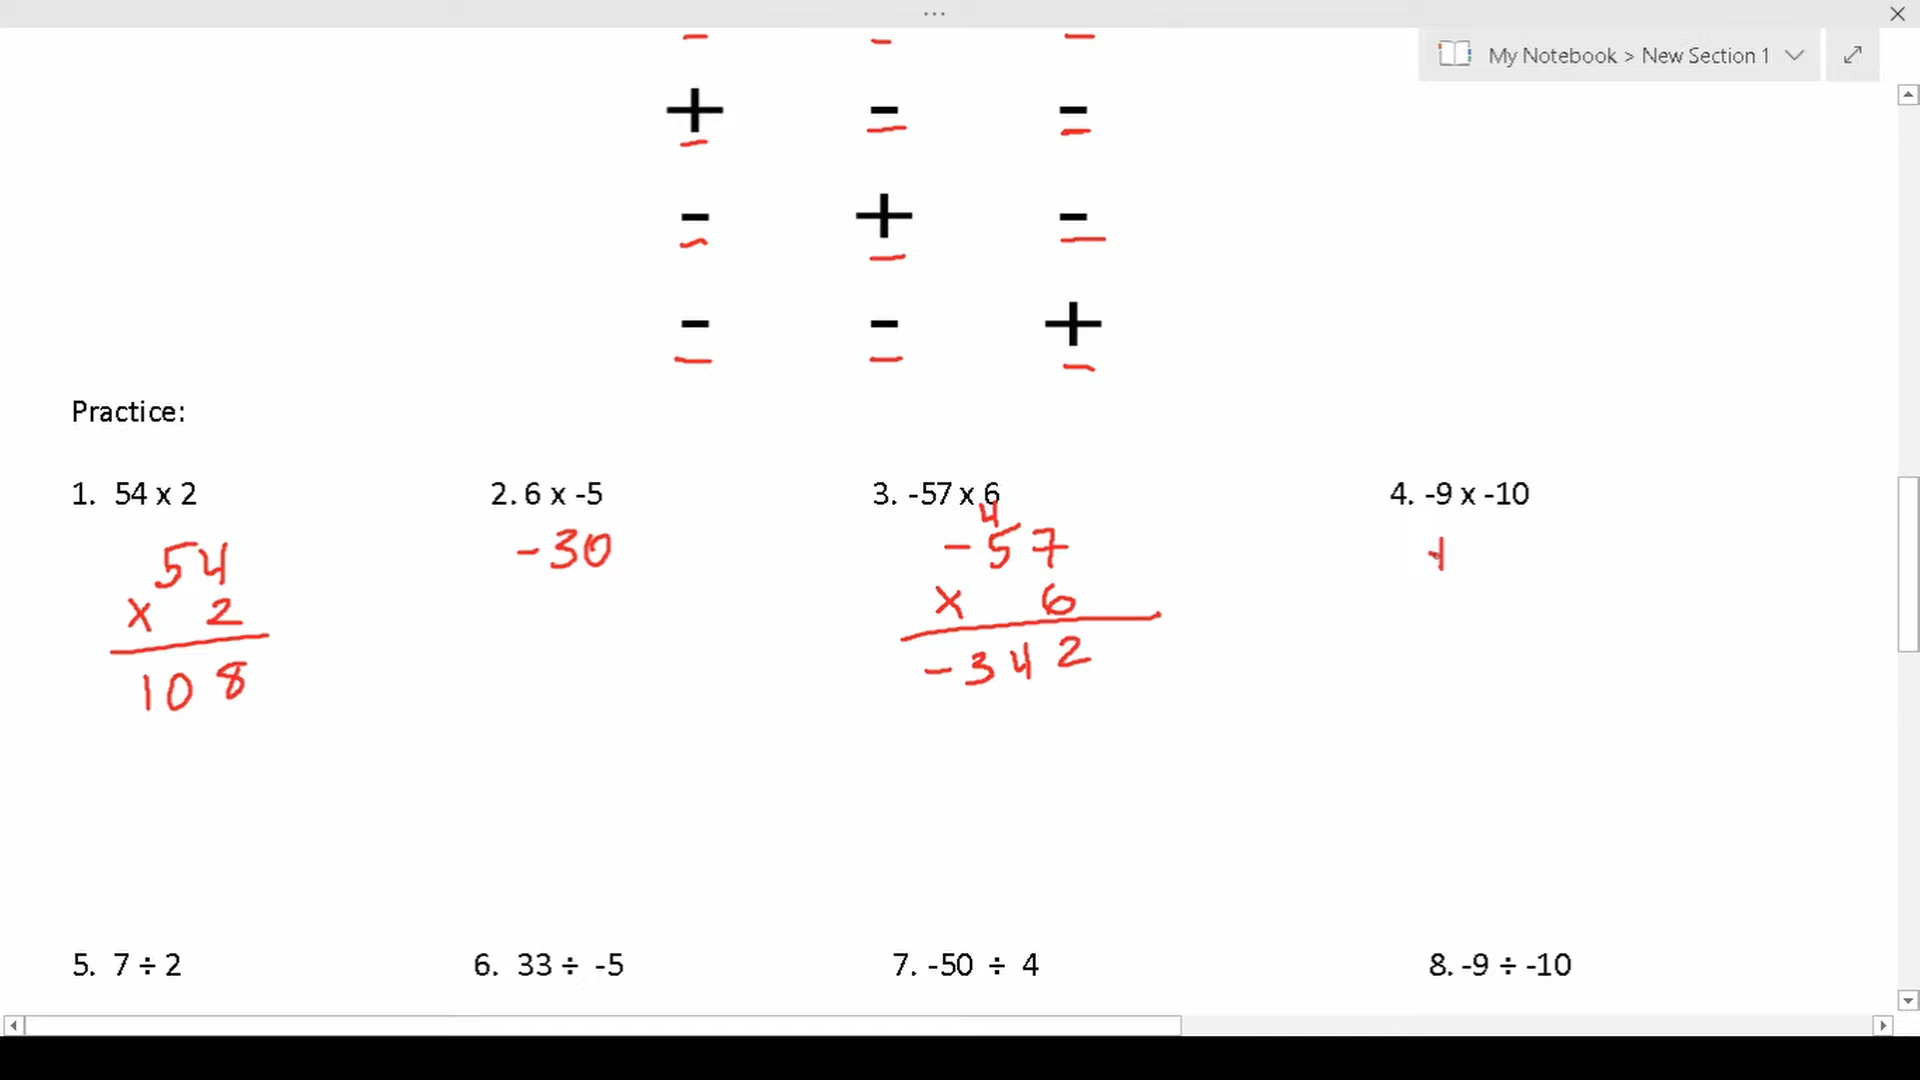 ...
My Notebook > New Section 1
+ - -
- + -
- - +
Practice:
1. 54 x 2
2. 6 x -5
3. -57 x 6
4. -9 x -10
54
x 2
108
-30
4
-57
x 6
-342
+
5. 7 ÷ 2
6. 33 ÷ -5
7. -50 ÷ 4
8. -9 ÷ -10